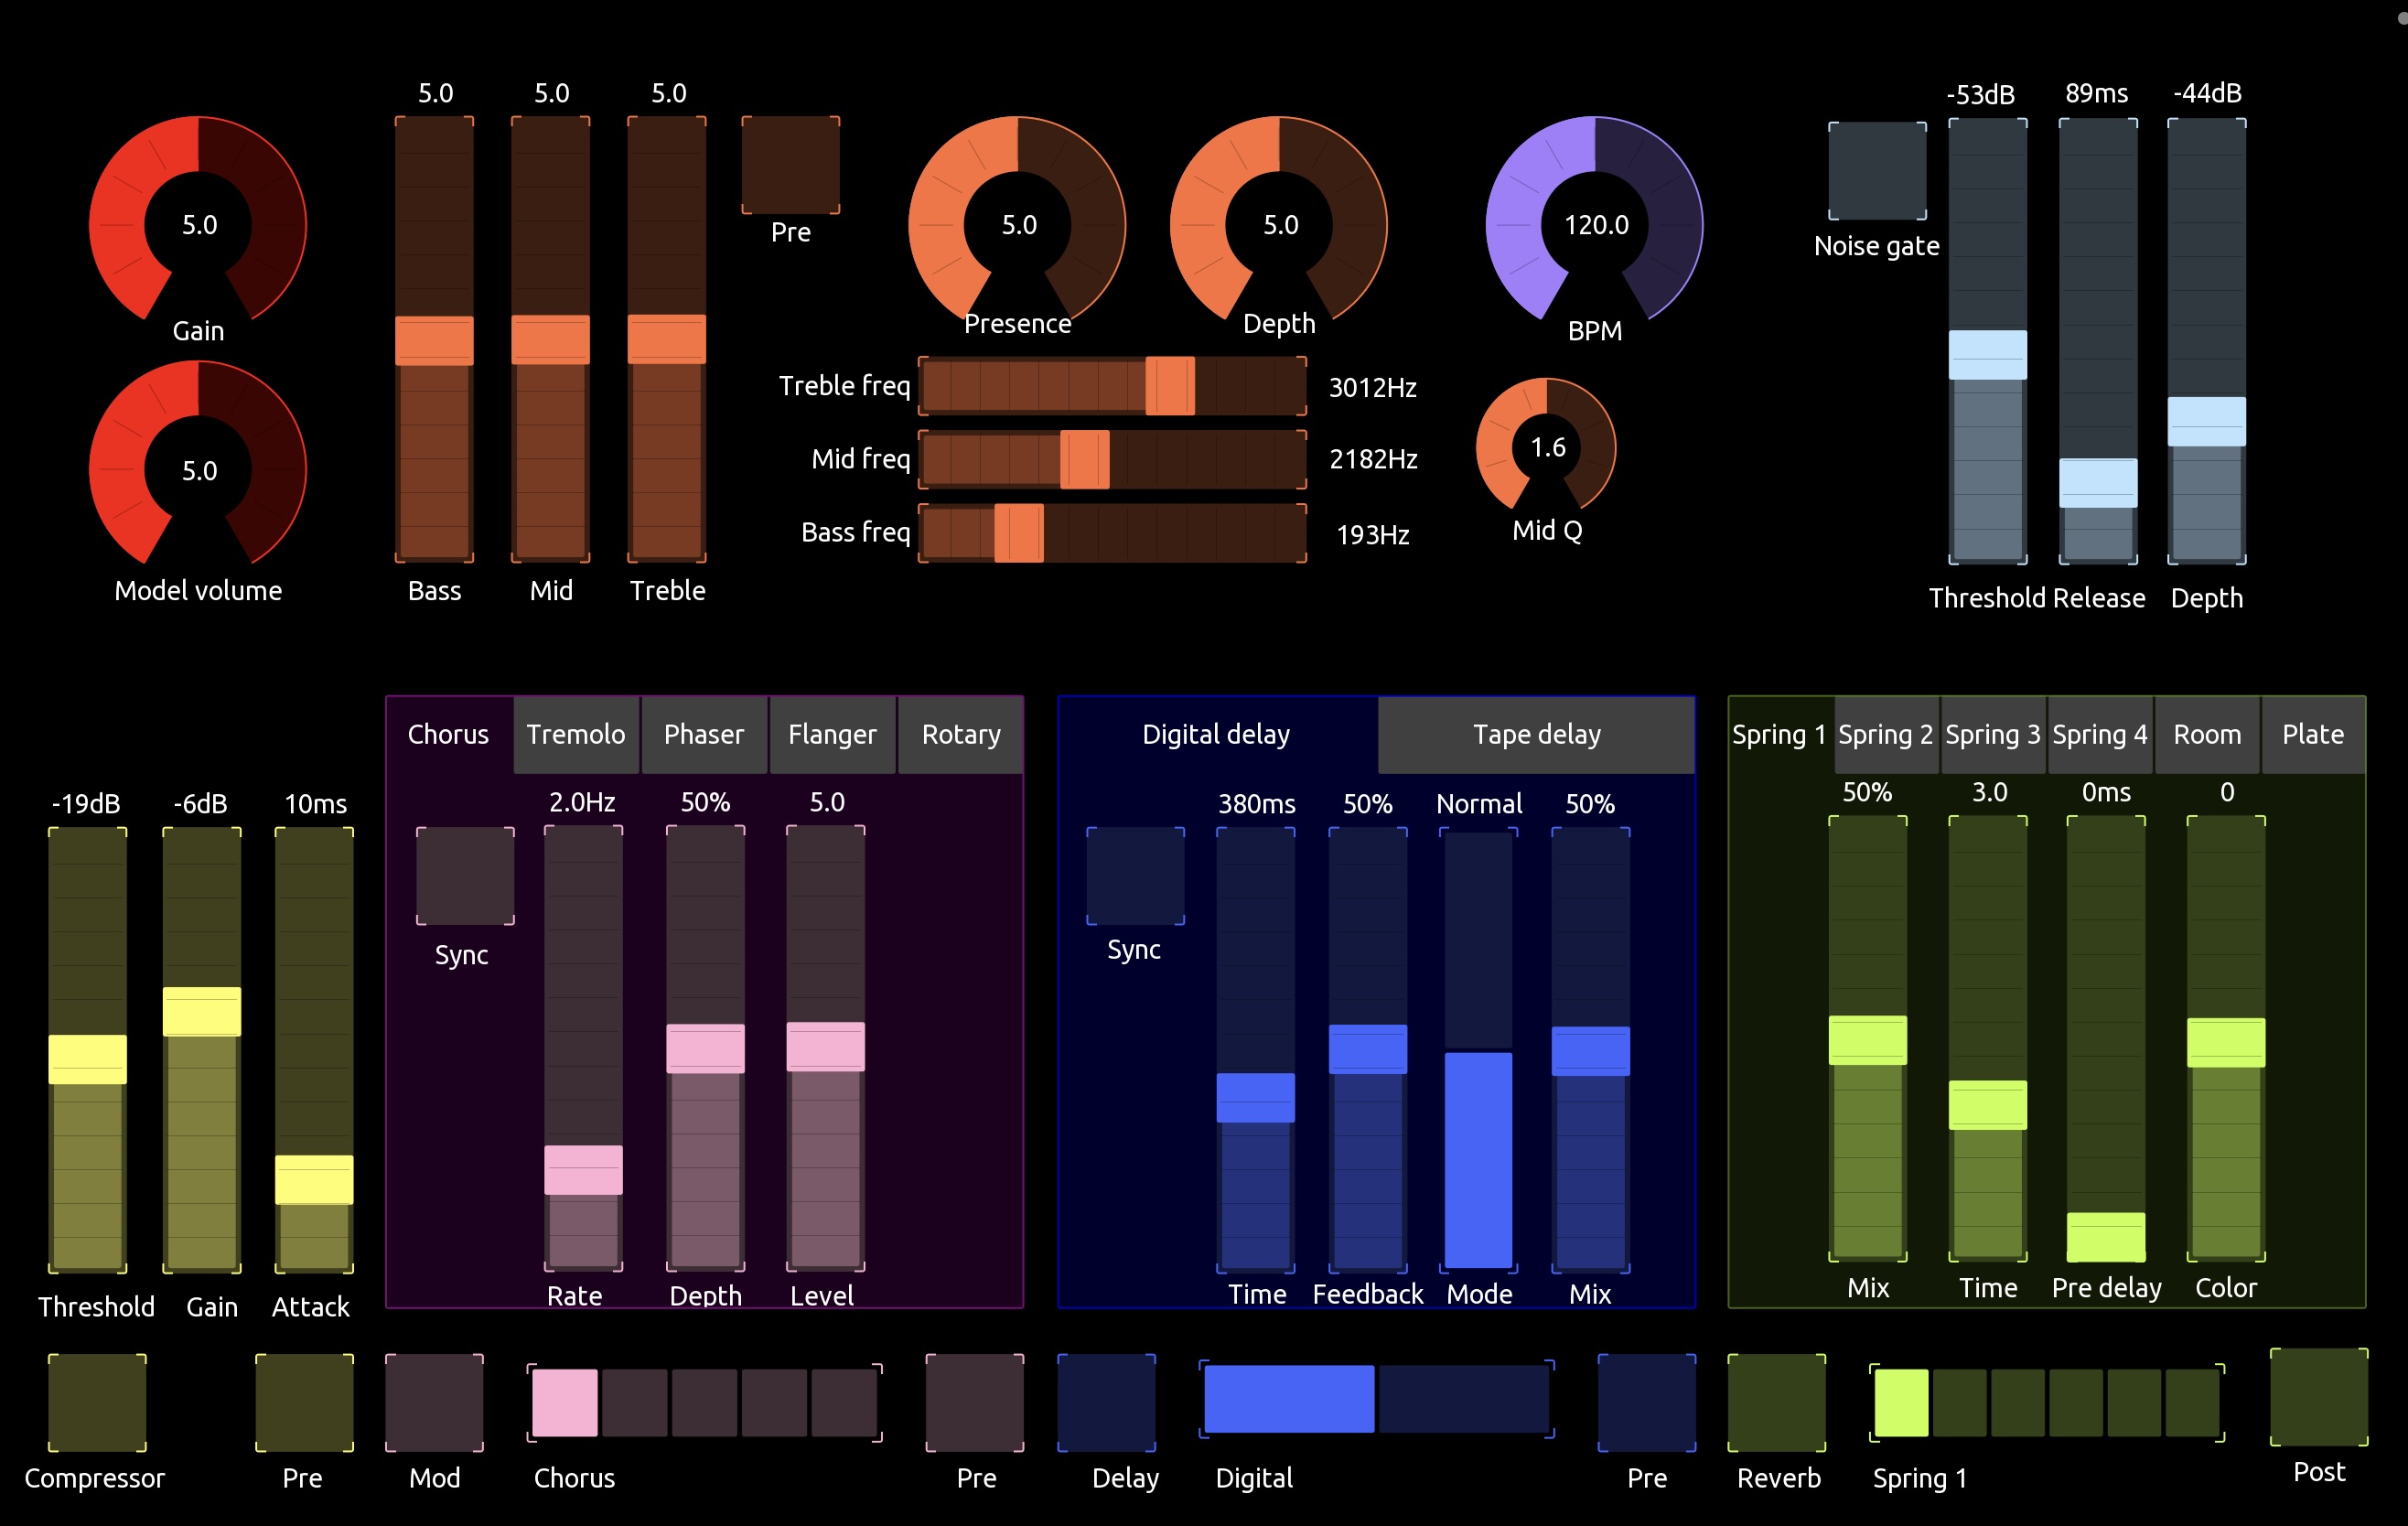 5.0
5.0
5.0
-53dB
89ms
-44dB
5.0
Pre
5.0
5.0
120.0
Noise gate
Gain
Presence
Depth
BPM
Treble freq
3012Hz
5.0
Mid freq
2182Hz
1.6
Bass freq
193Hz
Mid Q
Model volume
Bass
Mid
Treble
Threshold
Release
Depth
Chorus
Tremolo
Phaser
Flanger
Rotary
Digital delay
Tape delay
Spring 1
Spring 2
Spring 3
Spring 4
Room
Plate
-19dB
-6dB
10ms
2.0Hz
50%
5.0
380ms
50%
Normal
50%
50%
3.0
0ms
0
Sync
Sync
Threshold
Gain
Attack
Rate
Depth
Level
Time
Feedback
Mode
Mix
Mix
Time
Pre delay
Color
Compressor
Pre
Mod
Chorus
Pre
Delay
Digital
Pre
Reverb
Spring 1
Post